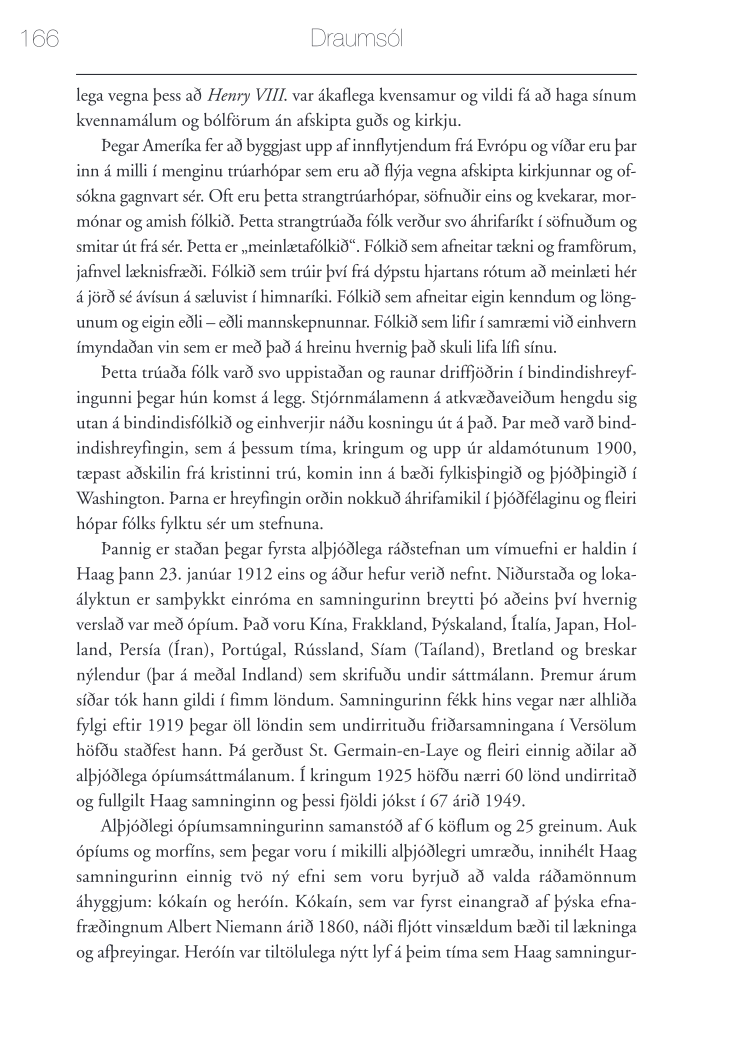 166
Draumsól
lega vegna þess að Henry VIII. var ákaflega kvensamur og vildi fá að haga sínum
kvennamálum og bólförum án afskipta guðs og kirkju.
Þegar Ameríka fer að byggjast upp af innflytjendum frá Evrópu og víðar eru þar
inn á milli í menginu trúarhópar sem eru að flýja vegna afskipta kirkjunnar og of-
sókna gagnvart sér. Oft eru þetta strangtrúarhópar, söfnuðir eins og kvekarar, mor-
mónar og amish fólkið. Þetta strangtrúaða fólk verður svo áhrifaríkt í söfnuðum og
smitar út frá sér. Þetta er „meinlætafólkið“. Fólkið sem afneitar tækni og framförum,
jafnvel læknisfræði. Fólkið sem trúir því frá dýpstu hjartans rótum að meinlæti hér
á jörð sé ávísun á sæluvist í himnaríki. Fólkið sem afneitar eigin kenndum og löng-
unum og eigin eðli – eðli mannskepnunnar. Fólkið sem lifir í samræmi við einhvern
ímyndaðan vin sem er með það á hreinu hvernig það skuli lifa lífi sínu.
Þetta trúaða fólk varð svo uppistaðan og raunar driffjöðrin í bindindishreyf-
ingunni þegar hún komst á legg. Stjórnmálamenn á atkvæðaveiðum hengdu sig
utan á bindindisfólkið og einhverjir náðu kosningu út á það. Þar með varð bind-
indishreyfingin, sem á þessum tíma, kringum og upp úr aldamótunum 1900,
tæpast aðskilin frá kristinni trú, komin inn á bæði fylkisþingið og þjóðþingið í
Washington. Þarna er hreyfingin orðin nokkuð áhrifamikil í þjóðfélaginu og fleiri
hópar fólks fylktu sér um stefnuna.
Þannig er staðan þegar fyrsta alþjóðlega ráðstefnan um vímuefni er haldin í
Haag þann 23. janúar 1912 eins og áður hefur verið nefnt. Niðurstaða og loka-
ályktun er samþykkt einróma en samningurinn breytti þó aðeins því hvernig
verslað var með ópíum. Það voru Kína, Frakkland, Þýskaland, Ítalía, Japan, Hol-
land, Persía (Íran), Portúgal, Rússland, Síam (Taíland), Bretland og breskar
nýlendur (þar á meðal Indland) sem skrifuðu undir sáttmálann. Þremur árum
síðar tók hann gildi í fimm löndum. Samningurinn fékk hins vegar nær alhliða
fylgi eftir 1919 þegar öll löndin sem undirrituðu friðarsamningana í Versölum
höfðu staðfest hann. Þá gerðust St. Germain-en-Laye og fleiri einnig aðilar að
alþjóðlega ópíumsáttmálanum. Í kringum 1925 höfðu nærri 60 lönd undirritað
og fullgilt Haag samninginn og þessi fjöldi jókst í 67 árið 1949.
Alþjóðlegi ópíumsamningurinn samanstóð af 6 köflum og 25 greinum. Auk
ópíums og morfíns, sem þegar voru í mikilli alþjóðlegri umræðu, innihélt Haag
samningurinn einnig tvö ný efni sem voru byrjuð að valda ráðamönnum
áhyggjum: kókaín og heróín. Kókaín, sem var fyrst einangrað af þýska efna-
fræðingnum Albert Niemann árið 1860, náði fljótt vinsældum bæði til lækninga
og afþreyingar. Heróín var tiltölulega nýtt lyf á þeim tíma sem Haag samningur-